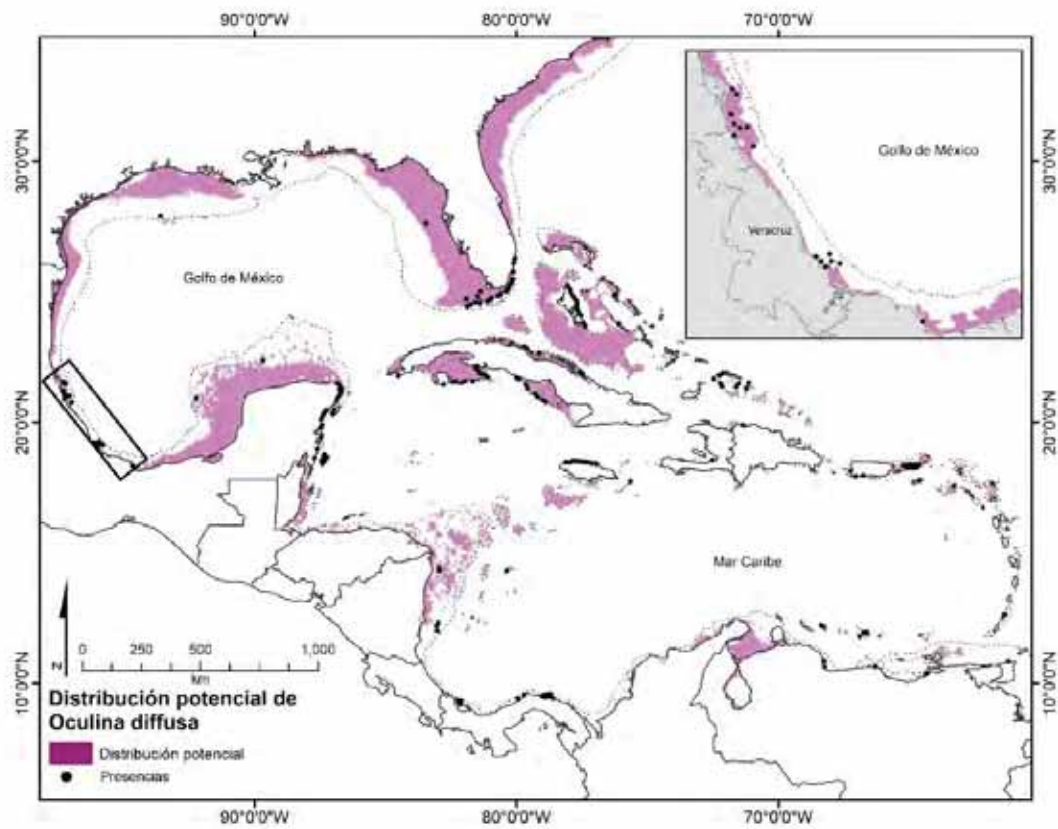 90°0'0"W
80°0'0"W
70°0'0"W
30°0'0"N
20°0'0"N
10°0'0"N
Golfo de México
Veracruz
Golfo de México
30°0'0"N
20°0'0"N
10°0'0"N
Mar Caribe
N
0 250 500 1,000
Km
Distribución potencial de
Oculina diffusa
Distribución potencial
Presencias
90°0'0"W
80°0'0"W
70°0'0"W